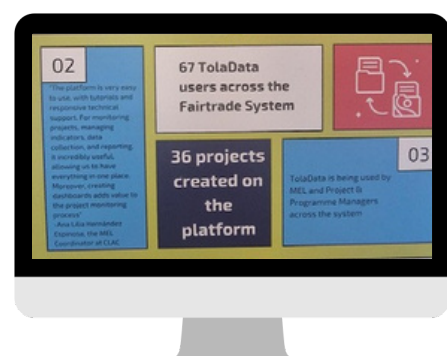 02
"The platform is very easy
to use, with tutorials and
responsive technical
support. For monitoring
projects, managing
indicators, data
collection, and reporting,
it incredibly useful,
allowing us to have
everything in one place.
Moreover, creating
dashboards adds value to
the project monitoring
process"
-Ana Lilia Hernández
Espinosa, the MEL
Coordinator at CLAC
67 TolaData
users across the
Fairtrade System
36 projects
created on
the
platform
03
TolaData is being used by
MEL and Project &
Programme Managers
across the system